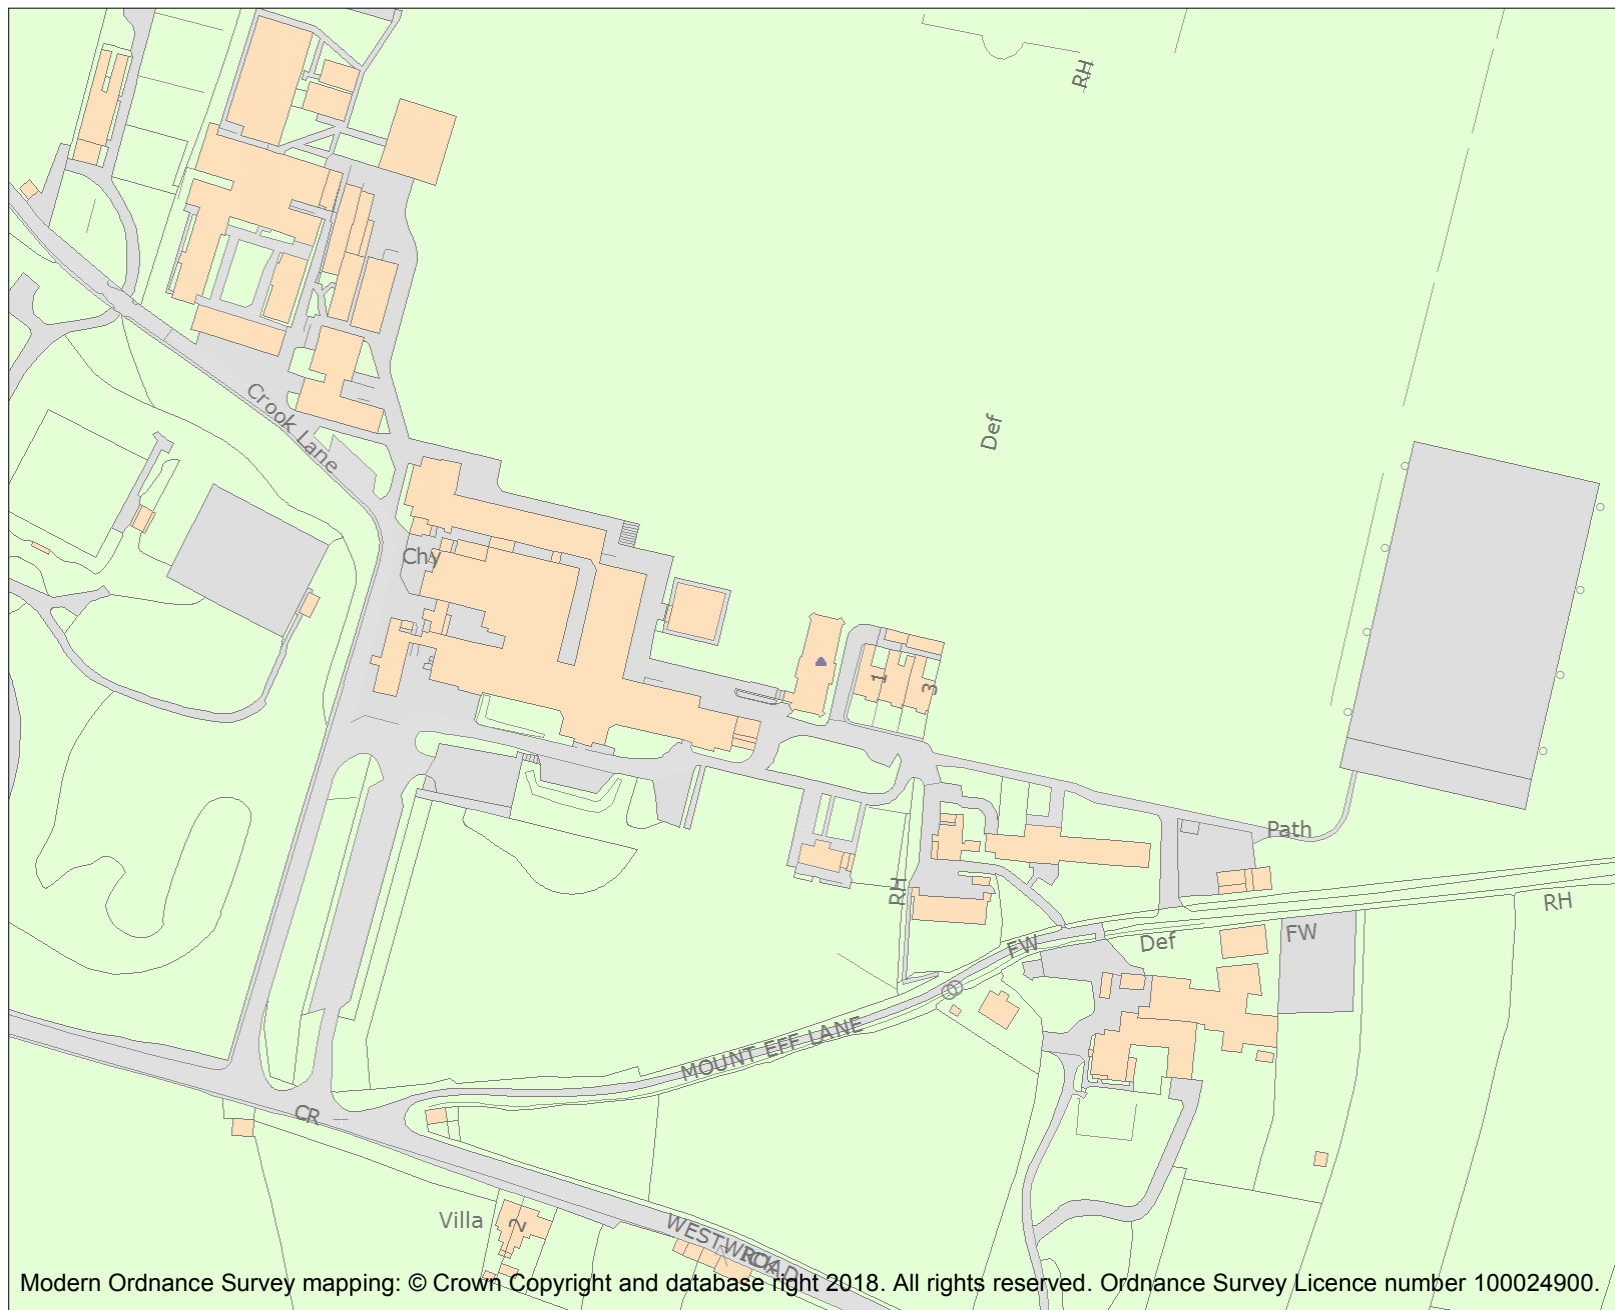 RH
Def
Crook Lane
Chy
1
3
Path
RH
RH
FW
Def
FW
MOUNT EFF LANE
CR
Villa
2
WESTWICK
ROAD
Modern Ordnance Survey mapping: © Crown Copyright and database right 2018. All rights reserved. Ordnance Survey Licence number 100024900.